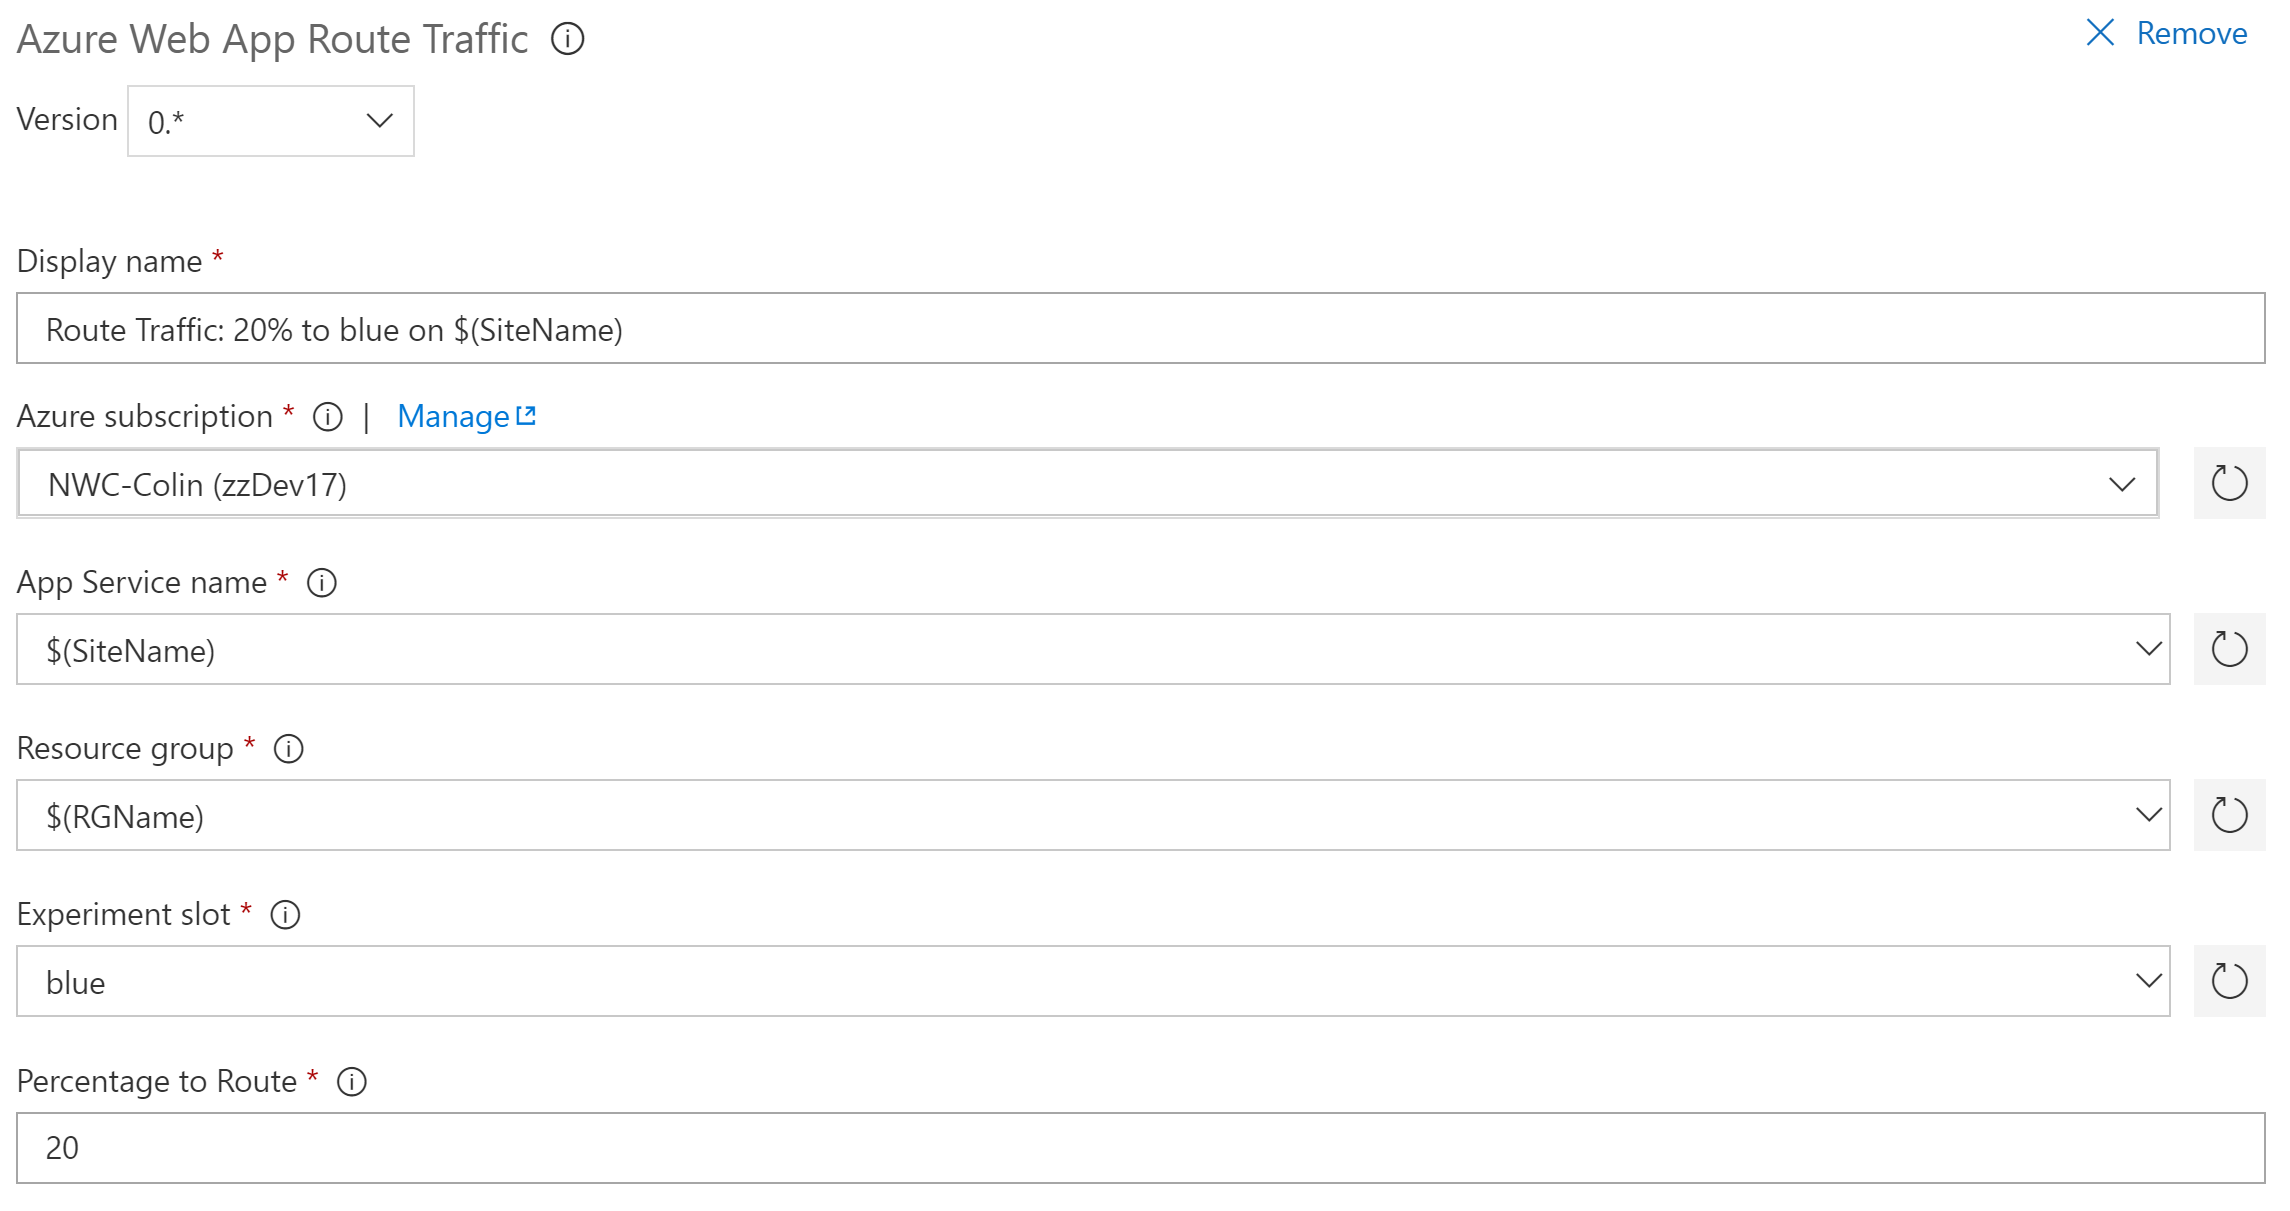 Azure Web App Route Traffic
Remove
Version 0.*
Display name *
Route Traffic: 20% to blue on $(SiteName)
Azure subscription * | Manage
NWC-Colin (zzDev17)
App Service name *
$(SiteName)
Resource group *
$(RGName)
Experiment slot *
blue
Percentage to Route *
20